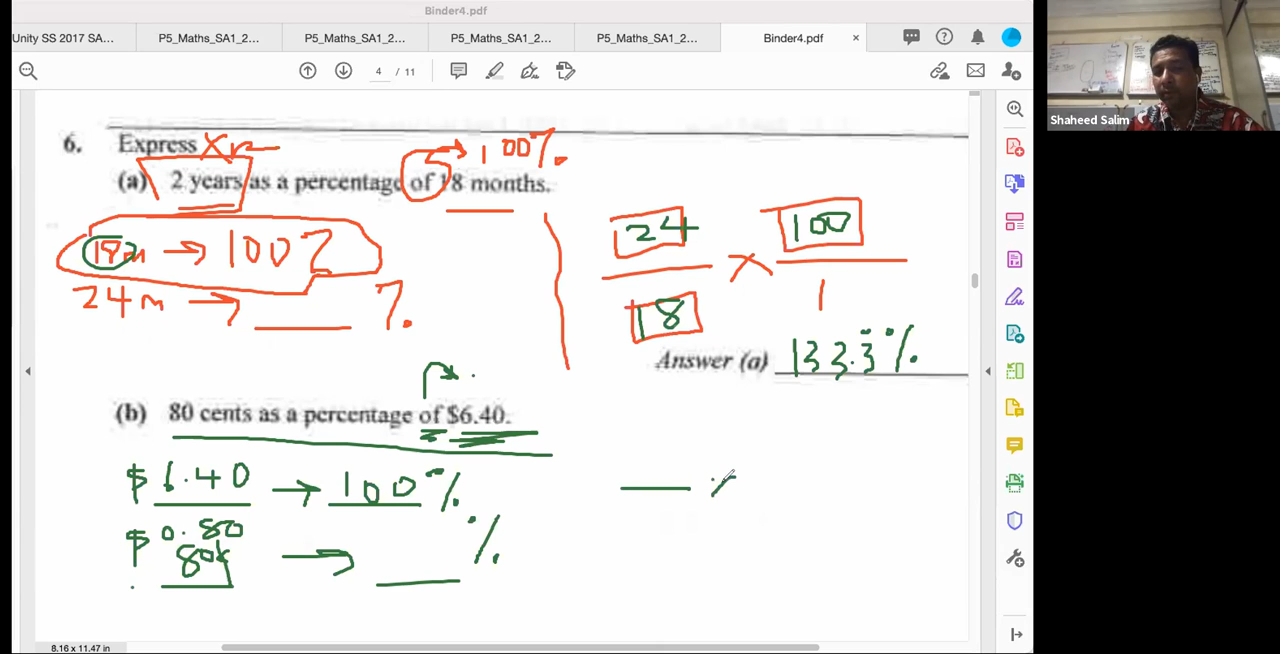 Binder4.pdf
Unity SS 2017 SA...
P5_Maths_SA1_2...
P5_Maths_SA1_2...
P5_Maths_SA1_2...
P5_Maths_SA1_2...
Binder4.pdf ×
4 / 11
Shaheed Salim
6. Express X
100%.
(a) 2 years as a percentage of 18 months.
18m → 100%
24m → ___ %.
24 × 100
18 1
Answer (a) 133.3%
(b) 80 cents as a percentage of $6.40.
$ 6.40 → 100%
$ 0.80
80¢ → ___ %
8.16 x 11.47 in